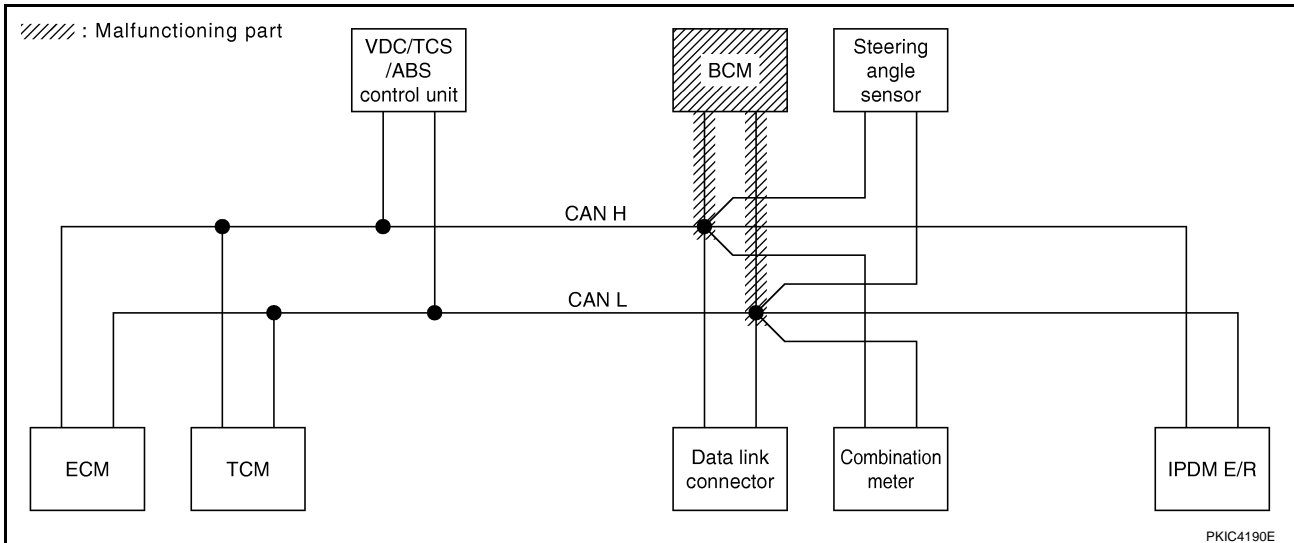 : Malfunctioning part
VDC/TCS
/ABS
control unit
BCM
Steering
angle
sensor
CAN H
CAN L
ECM
TCM
Data link
connector
Combination
meter
IPDM E/R
PKIC4190E